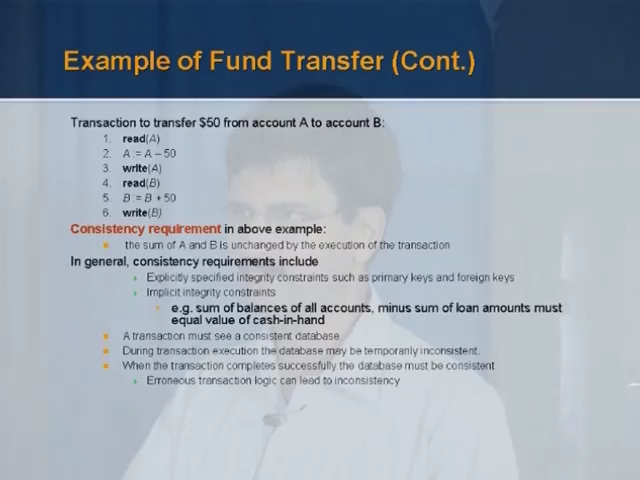 Example of Fund Transfer (Cont.)
Transaction to transfer $50 from account A to account B:
1. read(A)
2. A := A – 50
3. write(A)
4. read(B)
5. B := B + 50
6. write(B)
Consistency requirement in above example:
the sum of A and B is unchanged by the execution of the transaction
In general, consistency requirements include
Explicitly specified integrity constraints such as primary keys and foreign keys
Implicit integrity constraints
e.g. sum of balances of all accounts, minus sum of loan amounts must
equal value of cash-in-hand
A transaction must see a consistent database.
During transaction execution the database may be temporarily inconsistent.
When the transaction completes successfully the database must be consistent
Erroneous transaction logic can lead to inconsistency